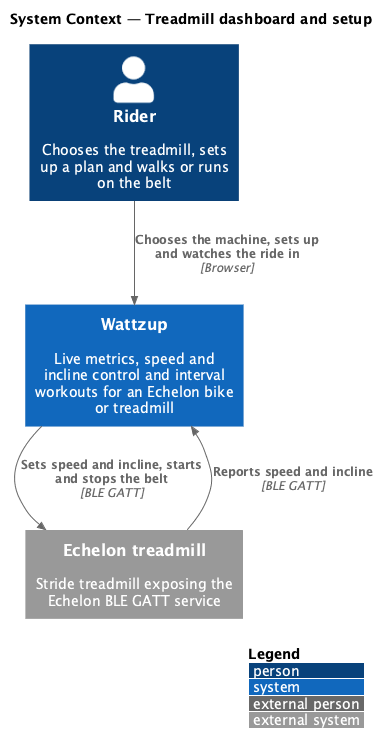 System Context — Treadmill dashboard and setup
Rider
Chooses the treadmill, sets
up a plan and walks or runs
on the belt
Chooses the machine, sets up
and watches the ride in
[Browser]
Wattzup
Live metrics, speed and
incline control and interval
workouts for an Echelon bike
or treadmill
Sets speed and incline, starts
and stops the belt
[BLE GATT]
Reports speed and incline
[BLE GATT]
Echelon treadmill
Stride treadmill exposing the
Echelon BLE GATT service
Legend
person
system
external person
external system